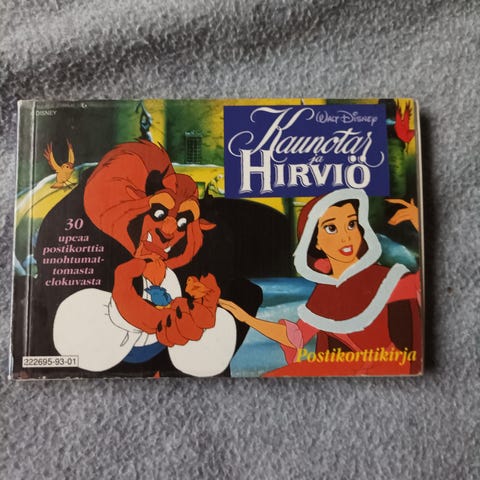 DISNEY
WALT DISNEY
Kaunotar
ja
HIRVIÖ
30
upeaa
postikorttia
unohtumat-
tomasta
elokuvasta
222695-93-01
Postikorttikirja